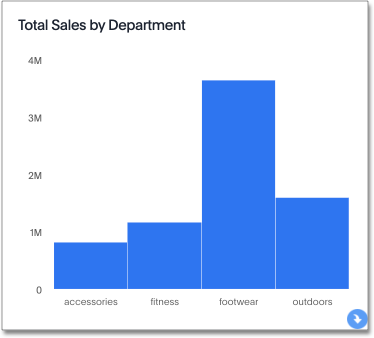 Total Sales by Department
4M
3M
2M
1M
0
accessories fitness footwear outdoors